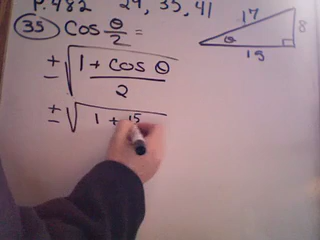 P.482 29, 35, 41
35 Cos θ/2 =
± √(1 + cos θ / 2)
± √(1 + 15
17
8
θ
15